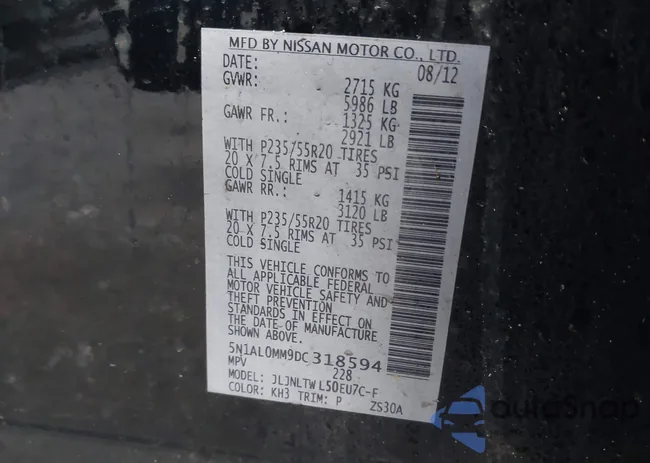 MFD BY NISSAN MOTOR CO., LTD.
DATE: 08/12
GVWR: 2715 KG
5986 LB
GAWR FR.: 1325 KG
2921 LB
WITH P235/55R20 TIRES
20 X 7.5 RIMS AT 35 PSI
COLD SINGLE
GAWR RR.: 1415 KG
3120 LB
WITH P235/55R20 TIRES
20 X 7.5 RIMS AT 35 PSI
COLD SINGLE
THIS VEHICLE CONFORMS TO
ALL APPLICABLE FEDERAL
MOTOR VEHICLE SAFETY AND
THEFT PREVENTION
STANDARDS IN EFFECT ON
THE DATE OF MANUFACTURE
SHOWN ABOVE.
5N1AL0MM9DC318594
MPV 228
MODEL: JLJNLTW L50EU7C-F
COLOR: KH3 TRIM: P ZS30A
autoSnap